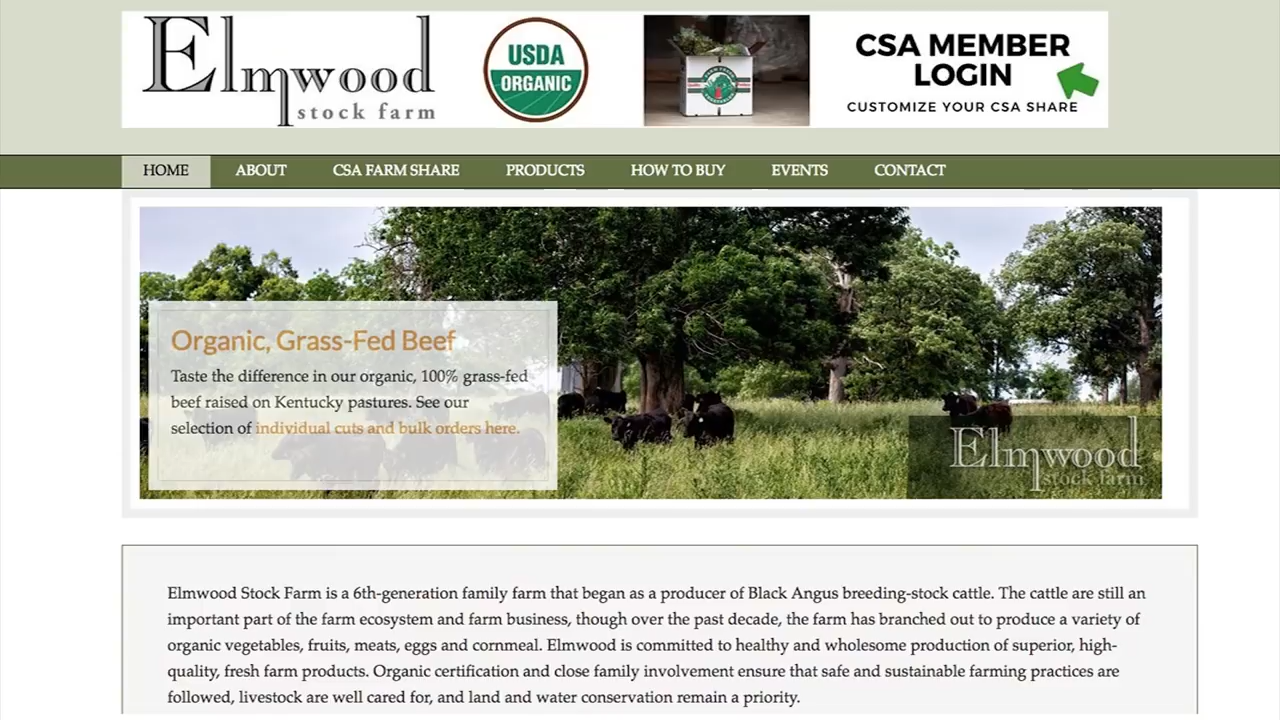 Elmwood
stock farm
USDA
ORGANIC
CSA MEMBER
LOGIN
CUSTOMIZE YOUR CSA SHARE
HOME ABOUT CSA FARM SHARE PRODUCTS HOW TO BUY EVENTS CONTACT
Organic, Grass-Fed Beef
Taste the difference in our organic, 100% grass-fed
beef raised on Kentucky pastures. See our
selection of individual cuts and bulk orders here.
Elmwood
stock farm
Elmwood Stock Farm is a 6th-generation family farm that began as a producer of Black Angus breeding-stock cattle. The cattle are still an
important part of the farm ecosystem and farm business, though over the past decade, the farm has branched out to produce a variety of
organic vegetables, fruits, meats, eggs and cornmeal. Elmwood is committed to healthy and wholesome production of superior, high-
quality, fresh farm products. Organic certification and close family involvement ensure that safe and sustainable farming practices are
followed, livestock are well cared for, and land and water conservation remain a priority.